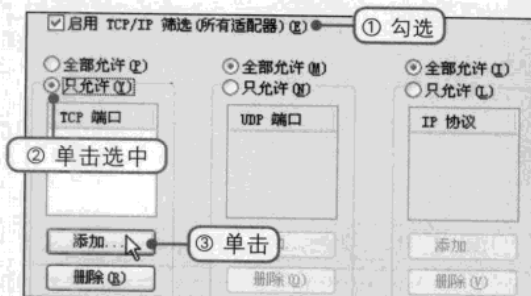 启用 TCP/IP 筛选(所有适配器)(E)
① 勾选
全部允许(P)
全部允许(M)
全部允许(T)
只允许(Y)
只允许(N)
只允许(L)
TCP 端口
UDP 端口
IP 协议
② 单击选中
添加...
③ 单击
添加
删除(R)
删除(O)
删除(V)